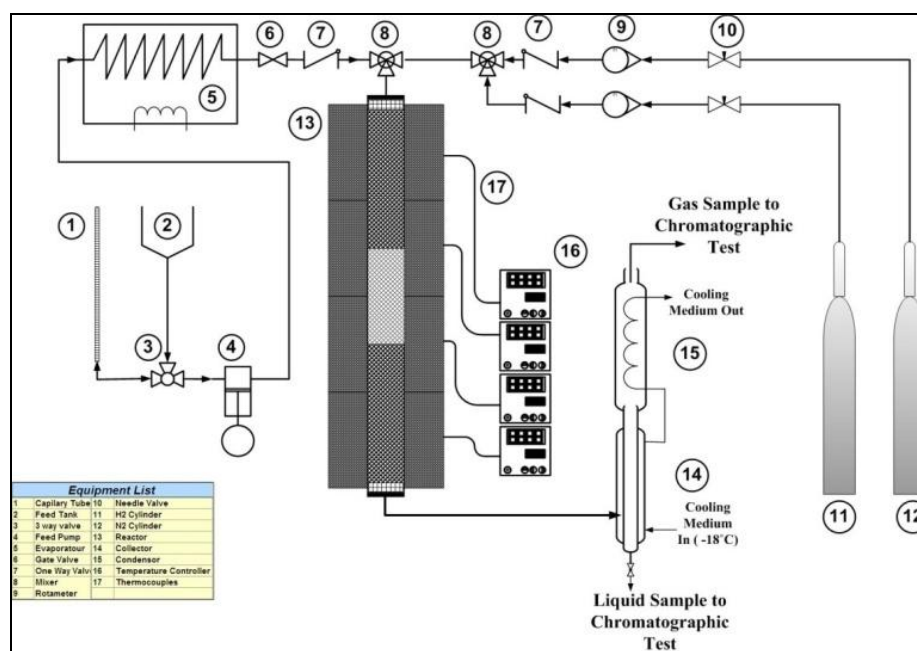 6
7
8
8
7
9
10
5
13
17
1
2
Gas Sample to
Chromatographic
Test
16
Cooling
Medium Out
3
4
15
14
Cooling
Medium
In ( -18°C)
11
12
Liquid Sample to
Chromatographic
Test
Equipment List
1 Capilary Tube 10 Needle Valve
2 Feed Tank 11 H2 Cylinder
3 3 way valve 12 N2 Cylinder
4 Feed Pump 13 Reactor
5 Evaporatour 14 Collector
6 Gate Valve 15 Condensor
7 One Way Valv 16 Temperature Controller
8 Mixer 17 Thermocouples
9 Rotameter